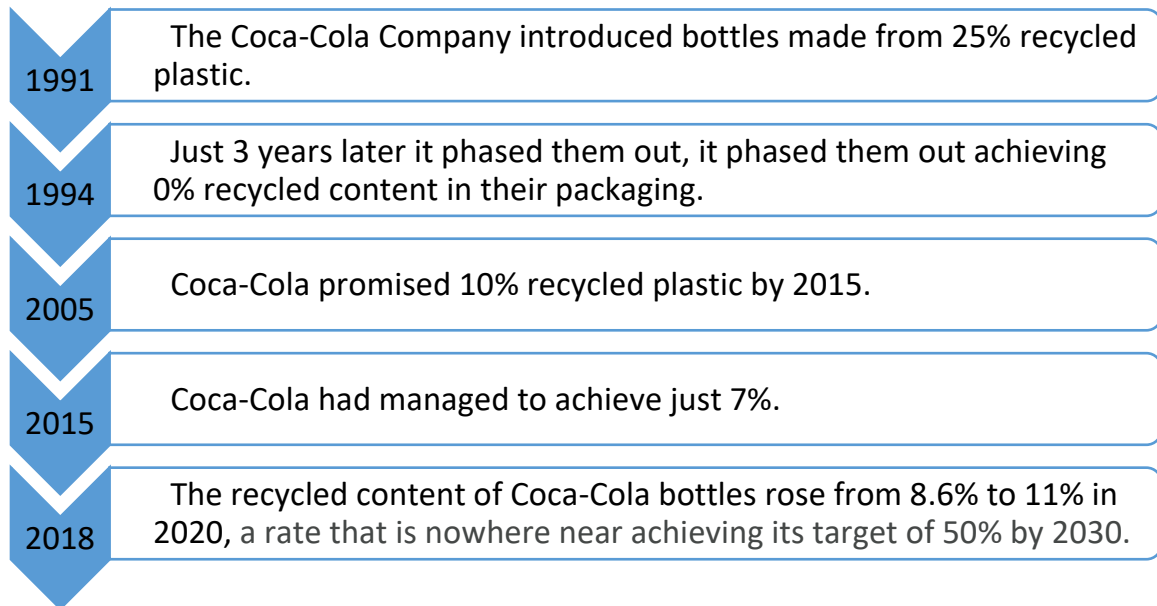 1991
The Coca-Cola Company introduced bottles made from 25% recycled
plastic.
1994
Just 3 years later it phased them out, it phased them out achieving
0% recycled content in their packaging.
2005
Coca-Cola promised 10% recycled plastic by 2015.
2015
Coca-Cola had managed to achieve just 7%.
2018
The recycled content of Coca-Cola bottles rose from 8.6% to 11% in
2020, a rate that is nowhere near achieving its target of 50% by 2030.